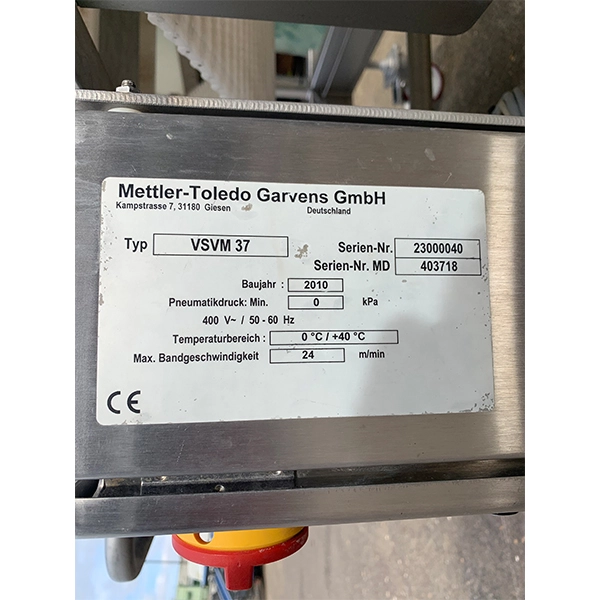 Mettler-Toledo Garvens GmbH
Kampstrasse 7, 31180 Giesen Deutschland
Typ VSVM 37 Serien-Nr. 23000040
Serien-Nr. MD 403718
Baujahr : 2010
Pneumatikdruck: Min. 0 kPa
400 V~ / 50 - 60 Hz
Temperaturbereich : 0 °C / +40 °C
Max. Bandgeschwindigkeit 24 m/min
CE